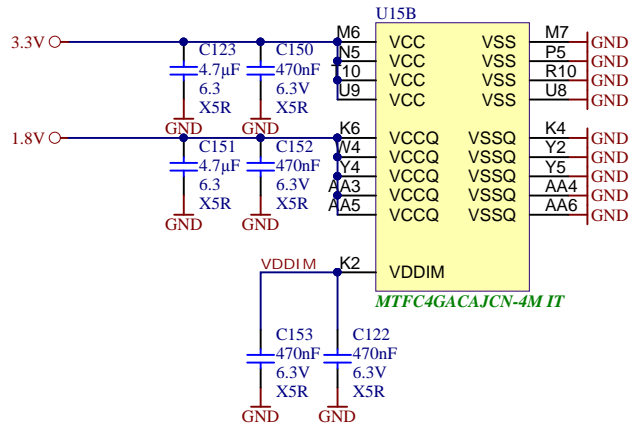 U15B
3.3V
C123
4.7µF
6.3
X5R
GND
C150
470nF
6.3V
X5R
GND
M6 VCC VSS M7 GND
N5 VCC VSS P5 GND
T10 VCC VSS R10 GND
U9 VCC VSS U8 GND
1.8V
C151
4.7µF
6.3
X5R
GND
C152
470nF
6.3V
X5R
GND
K6 VCCQ VSSQ K4 GND
W4 VCCQ VSSQ Y2 GND
Y4 VCCQ VSSQ Y5 GND
AA3 VCCQ VSSQ AA4 GND
AA5 VCCQ VSSQ AA6 GND
VDDIM K2 VDDIM
MTFC4GACAJCN-4M IT
C153
470nF
6.3V
X5R
GND
C122
470nF
6.3V
X5R
GND